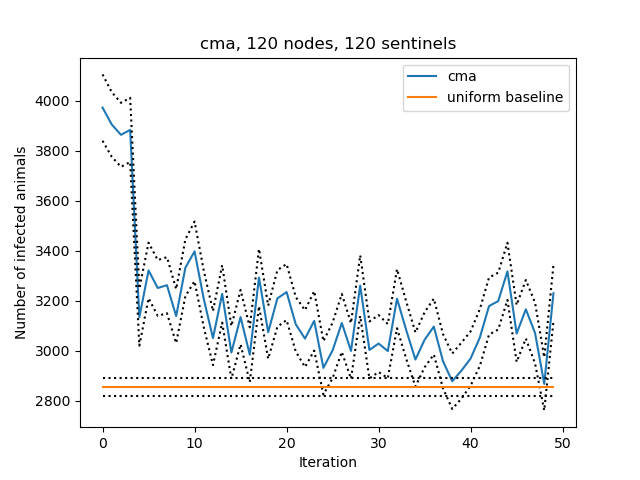 cma, 120 nodes, 120 sentinels
cma
uniform baseline
Number of infected animals
4000
3800
3600
3400
3200
3000
2800
0 10 20 30 40 50
Iteration